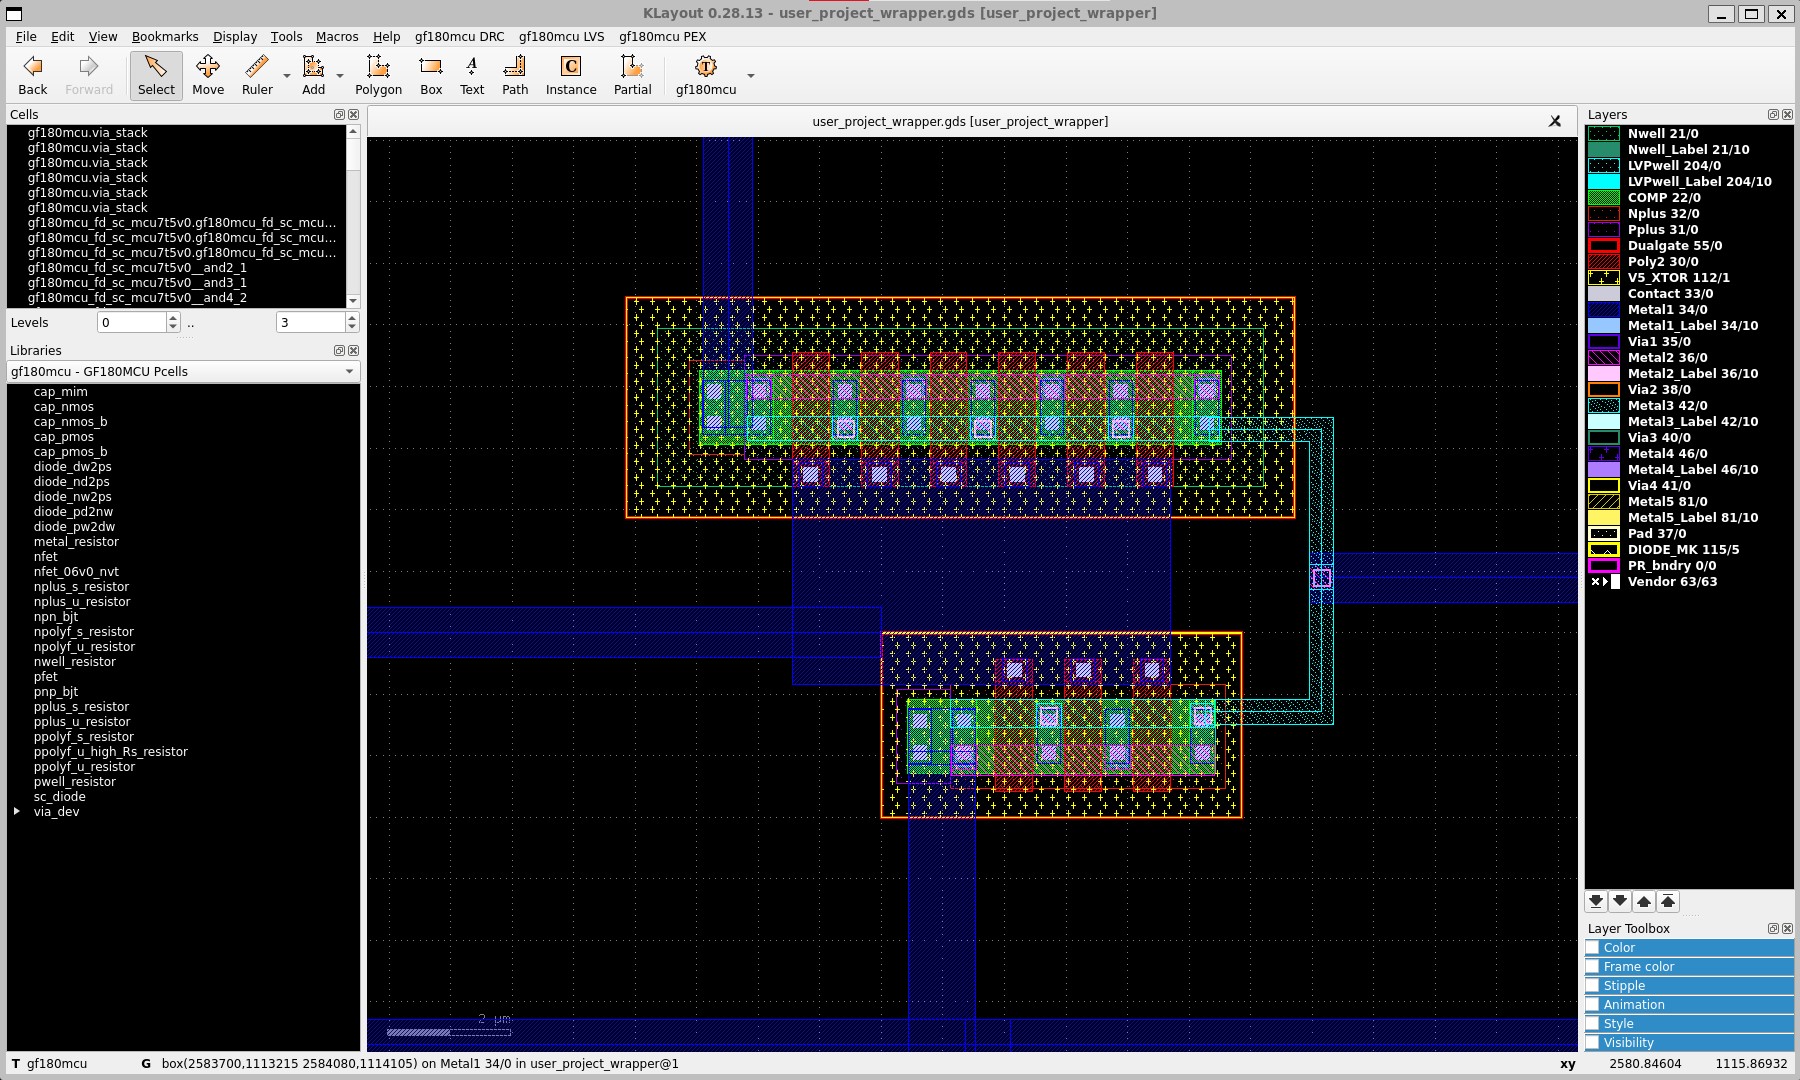 KLayout 0.28.13 - user_project_wrapper.gds [user_project_wrapper]
File Edit View Bookmarks Display Tools Macros Help gf180mcu DRC gf180mcu LVS gf180mcu PEX
Back Forward Select Move Ruler Add Polygon Box Text Path Instance Partial gf180mcu
Cells
gf180mcu.via_stack
gf180mcu.via_stack
gf180mcu.via_stack
gf180mcu.via_stack
gf180mcu.via_stack
gf180mcu.via_stack
gf180mcu_fd_sc_mcu7t5v0.gf180mcu_fd_sc_mcu...
gf180mcu_fd_sc_mcu7t5v0.gf180mcu_fd_sc_mcu...
gf180mcu_fd_sc_mcu7t5v0.gf180mcu_fd_sc_mcu...
gf180mcu_fd_sc_mcu7t5v0__and2_1
gf180mcu_fd_sc_mcu7t5v0__and3_1
gf180mcu_fd_sc_mcu7t5v0__and4_2
Levels 0 .. 3
Libraries
gf180mcu - GF180MCU Pcells
cap_mim
cap_nmos
cap_nmos_b
cap_pmos
cap_pmos_b
diode_dw2ps
diode_nd2ps
diode_nw2ps
diode_pd2nw
diode_pw2dw
metal_resistor
nfet
nfet_06v0_nvt
nplus_s_resistor
nplus_u_resistor
npn_bjt
npolyf_s_resistor
npolyf_u_resistor
nwell_resistor
pfet
pnp_bjt
pplus_s_resistor
pplus_u_resistor
ppolyf_s_resistor
ppolyf_u_high_Rs_resistor
ppolyf_u_resistor
pwell_resistor
sc_diode
via_dev
user_project_wrapper.gds [user_project_wrapper]
2 μm
Layers
Nwell 21/0
Nwell_Label 21/10
LVPwell 204/0
LVPwell_Label 204/10
COMP 22/0
Nplus 32/0
Pplus 31/0
Dualgate 55/0
Poly2 30/0
V5_XTOR 112/1
Contact 33/0
Metal1 34/0
Metal1_Label 34/10
Via1 35/0
Metal2 36/0
Metal2_Label 36/10
Via2 38/0
Metal3 42/0
Metal3_Label 42/10
Via3 40/0
Metal4 46/0
Metal4_Label 46/10
Via4 41/0
Metal5 81/0
Metal5_Label 81/10
Pad 37/0
DIODE_MK 115/5
PR_bndry 0/0
Vendor 63/63
Layer Toolbox
Color
Frame color
Stipple
Animation
Style
Visibility
T gf180mcu G box(2583700,1113215 2584080,1114105) on Metal1 34/0 in user_project_wrapper@1 xy 2580.84604 1115.86932